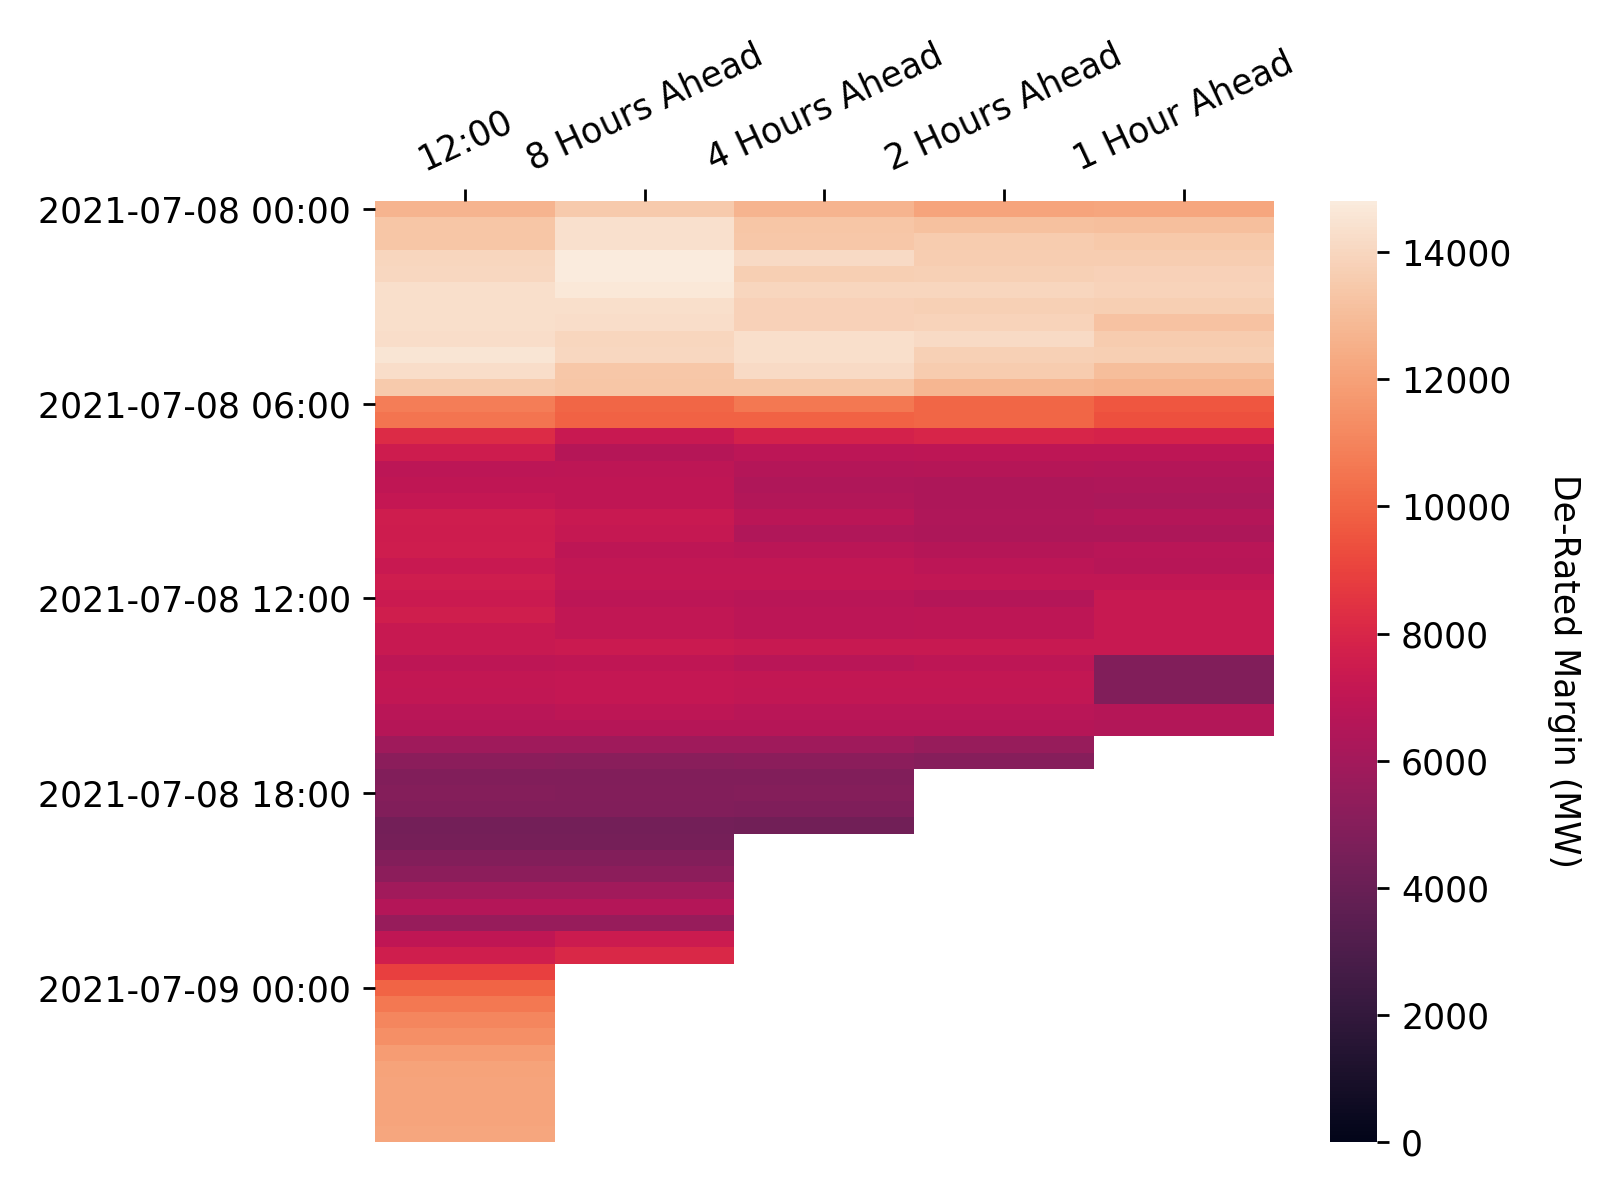 12:00
8 Hours Ahead
4 Hours Ahead
2 Hours Ahead
1 Hour Ahead
2021-07-08 00:00
2021-07-08 06:00
2021-07-08 12:00
2021-07-08 18:00
2021-07-09 00:00
14000
12000
10000
8000
6000
4000
2000
0
De-Rated Margin (MW)